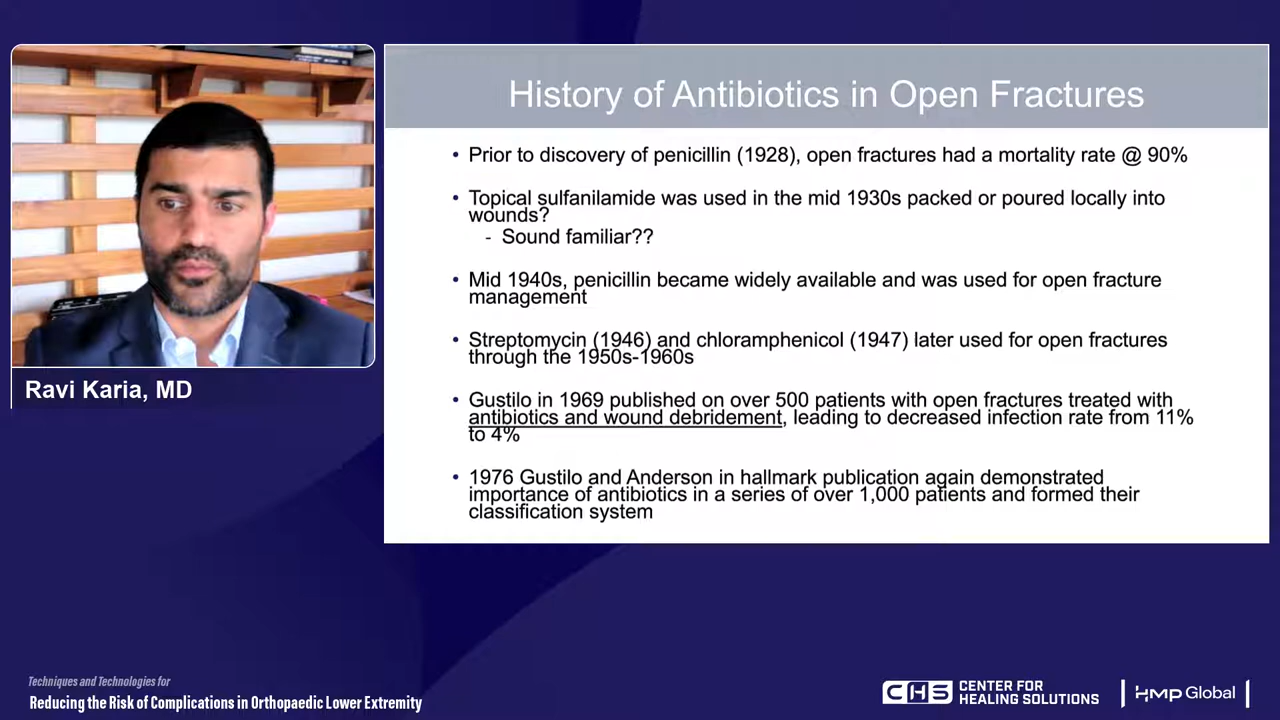 History of Antibiotics in Open Fractures
• Prior to discovery of penicillin (1928), open fractures had a mortality rate @ 90%
• Topical sulfanilamide was used in the mid 1930s packed or poured locally into
wounds?
- Sound familiar??
• Mid 1940s, penicillin became widely available and was used for open fracture
management
• Streptomycin (1946) and chloramphenicol (1947) later used for open fractures
through the 1950s-1960s
• Gustilo in 1969 published on over 500 patients with open fractures treated with
antibiotics and wound debridement, leading to decreased infection rate from 11%
to 4%
• 1976 Gustilo and Anderson in hallmark publication again demonstrated
importance of antibiotics in a series of over 1,000 patients and formed their
classification system
Ravi Karia, MD
Techniques and Technologies for
Reducing the Risk of Complications in Orthopaedic Lower Extremity
CHS CENTER FOR
HEALING SOLUTIONS
HMP Global